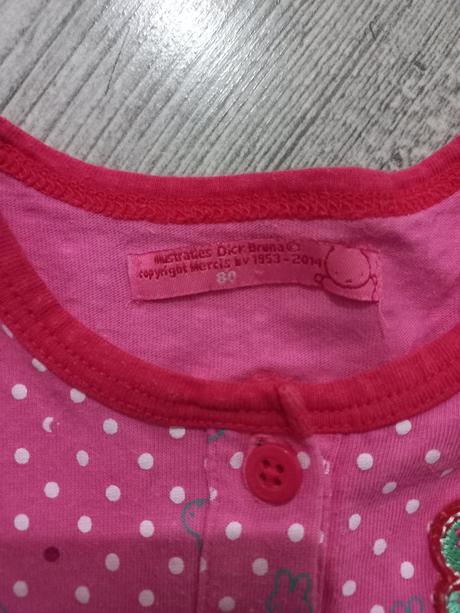 illustraties Dick Bruna ©
copyright Mercis bv 1953-2014
80